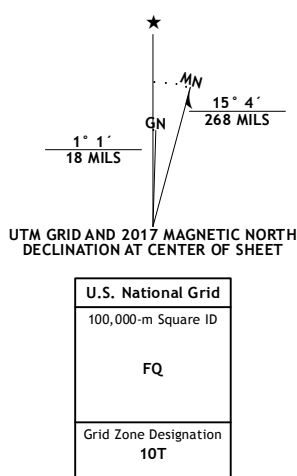 ★
MN
15° 4´
268 MILS
GN
1° 1´
18 MILS
UTM GRID AND 2017 MAGNETIC NORTH
DECLINATION AT CENTER OF SHEET
U.S. National Grid
100,000-m Square ID
FQ
Grid Zone Designation
10T